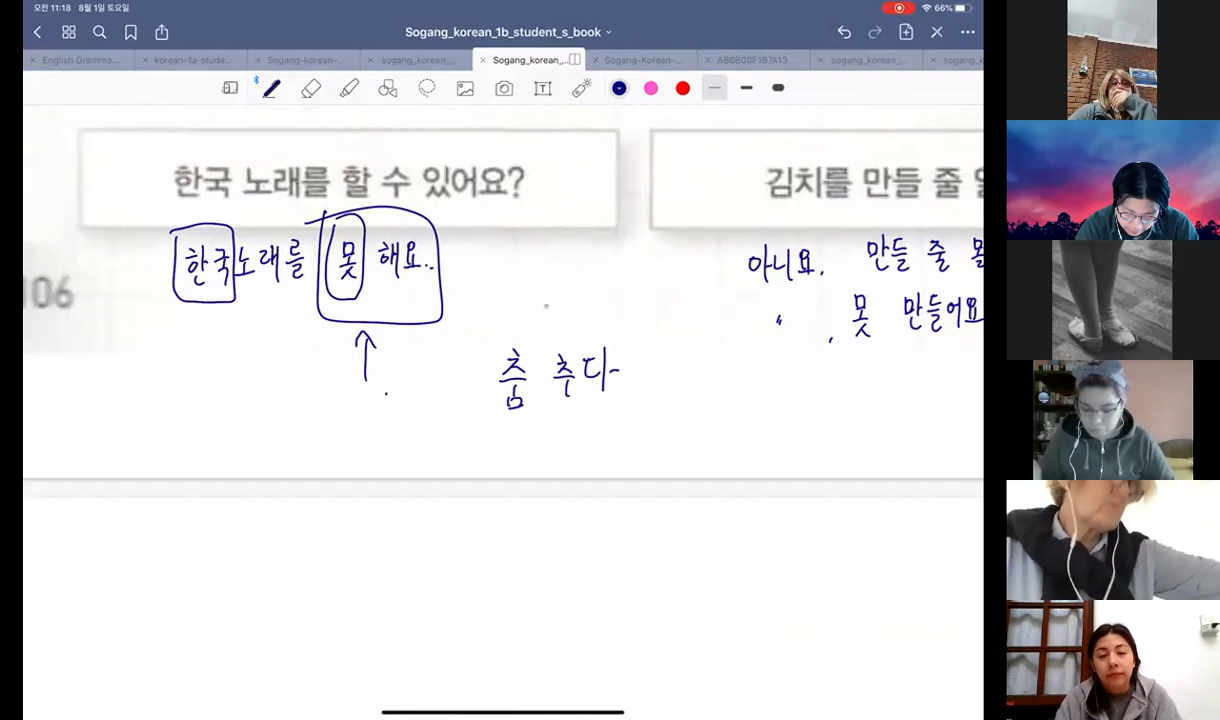 오전 11:18 8월 1일 토요일
66%
Sogang_korean_1b_student_s_book
English Gramma...
korean-1a-stude...
Sogang-korean-...
sogang_korean_...
Sogang_korean_...
Sogang-Korean-...
AB6B00F1B7A13...
sogang_korean_...
sogang_k
한국 노래를 할 수 있어요?
김치를 만들 줄
한국노래를 못 해요..
아니요. 만들 줄 몰
" , 못 만들어요
106
춤 추다